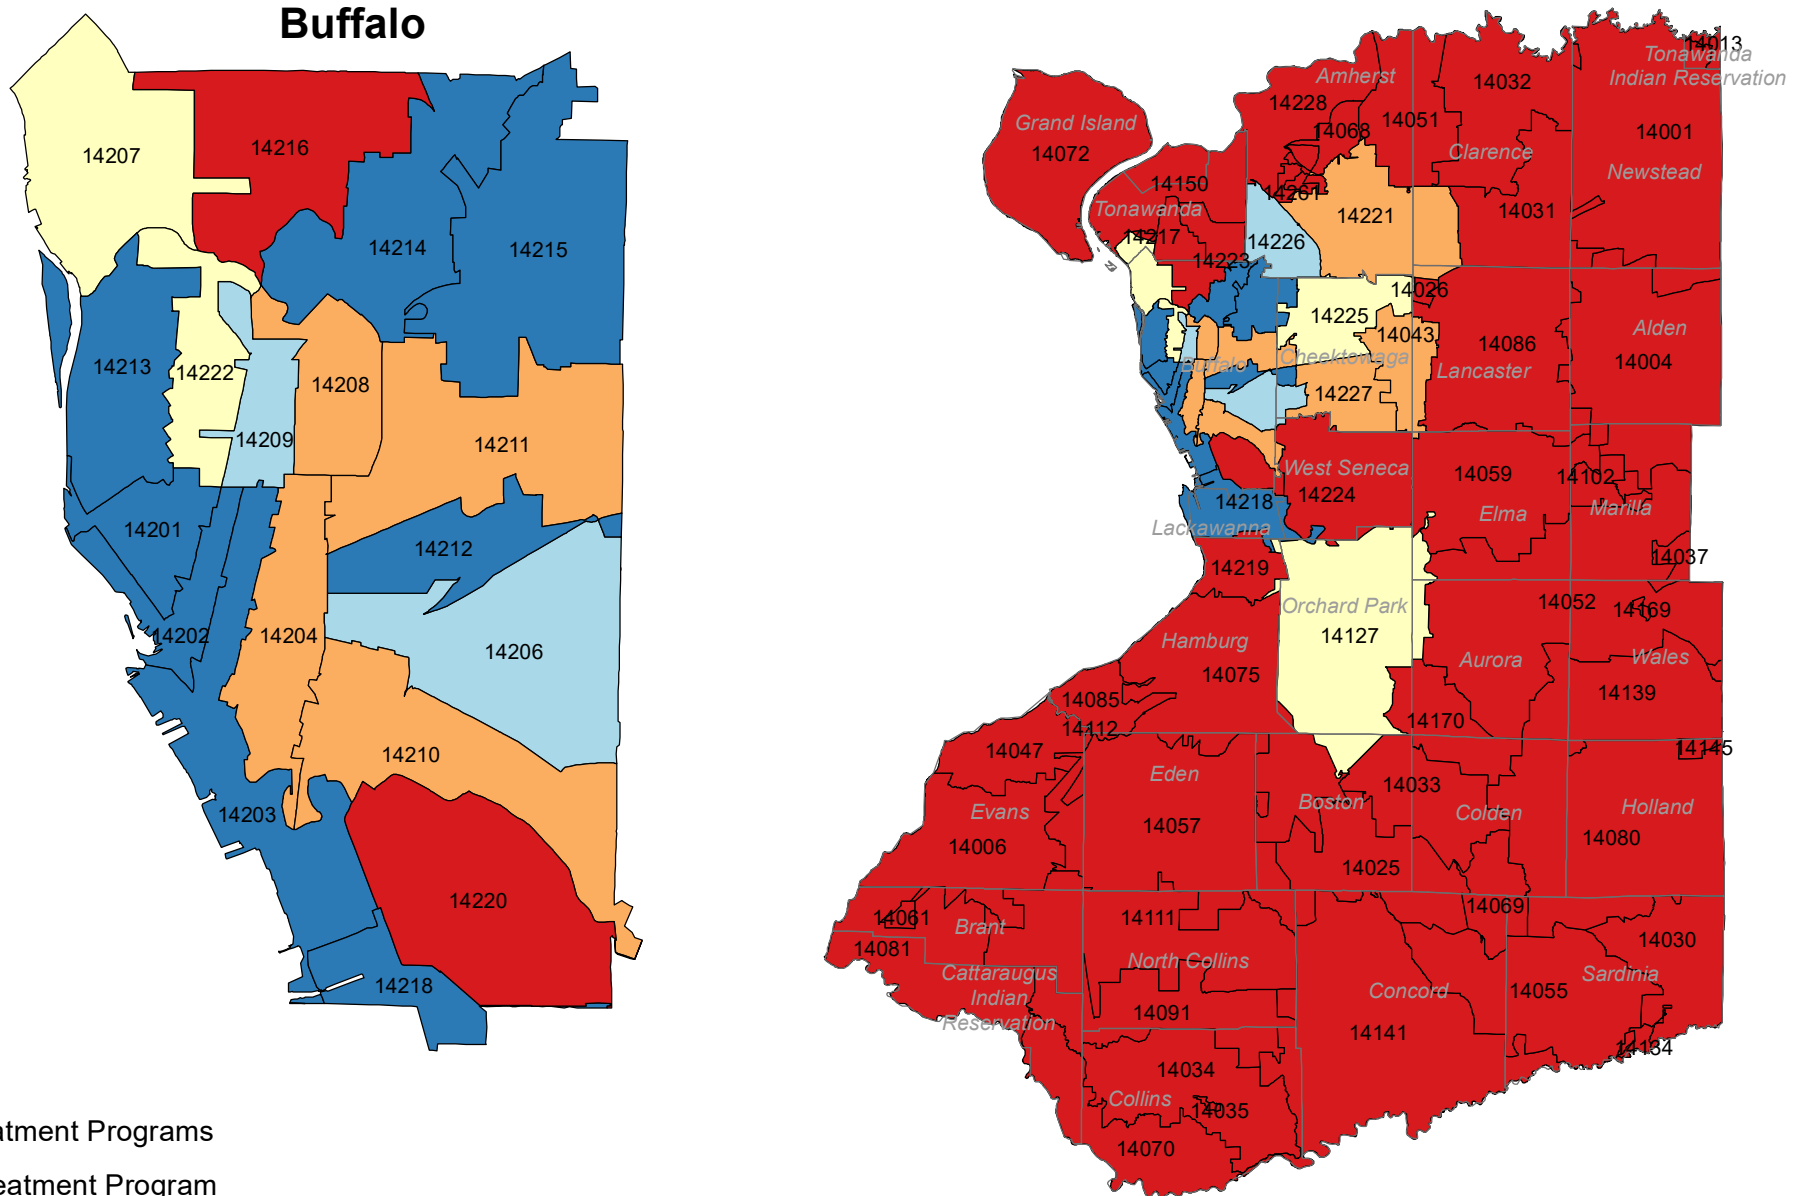 Buffalo
14207
14216
14214
14215
14213
14222
14208
14209
14211
14201
14212
14202
14204
14206
14210
14203
14220
14218
atment Programs
eatment Program
14013
Tonawanda
Indian Reservation
Amherst
14032
14228
14051
14068
14001
Grand Island
14072
Clarence
Newstead
14150
14261
Tonawanda
14221
14031
14217
14226
14223
14026
14225
14043
Alden
14086
14004
Buffalo
Cheektowaga
Lancaster
14227
West Seneca
14059
14102
14224
14218
Marilla
Elma
Lackawanna
14037
14219
14052
14169
Orchard Park
14127
Hamburg
Aurora
Wales
14075
14139
14085
14170
14112
14047
14145
Eden
14033
Boston
Evans
Colden
Holland
14057
14080
14006
14025
14061
14069
14111
Brant
14030
14081
North Collins
Cattaraugus
Indian
Reservation
Sardinia
Concord
14055
14091
14141
14134
14034
Collins
14035
14070